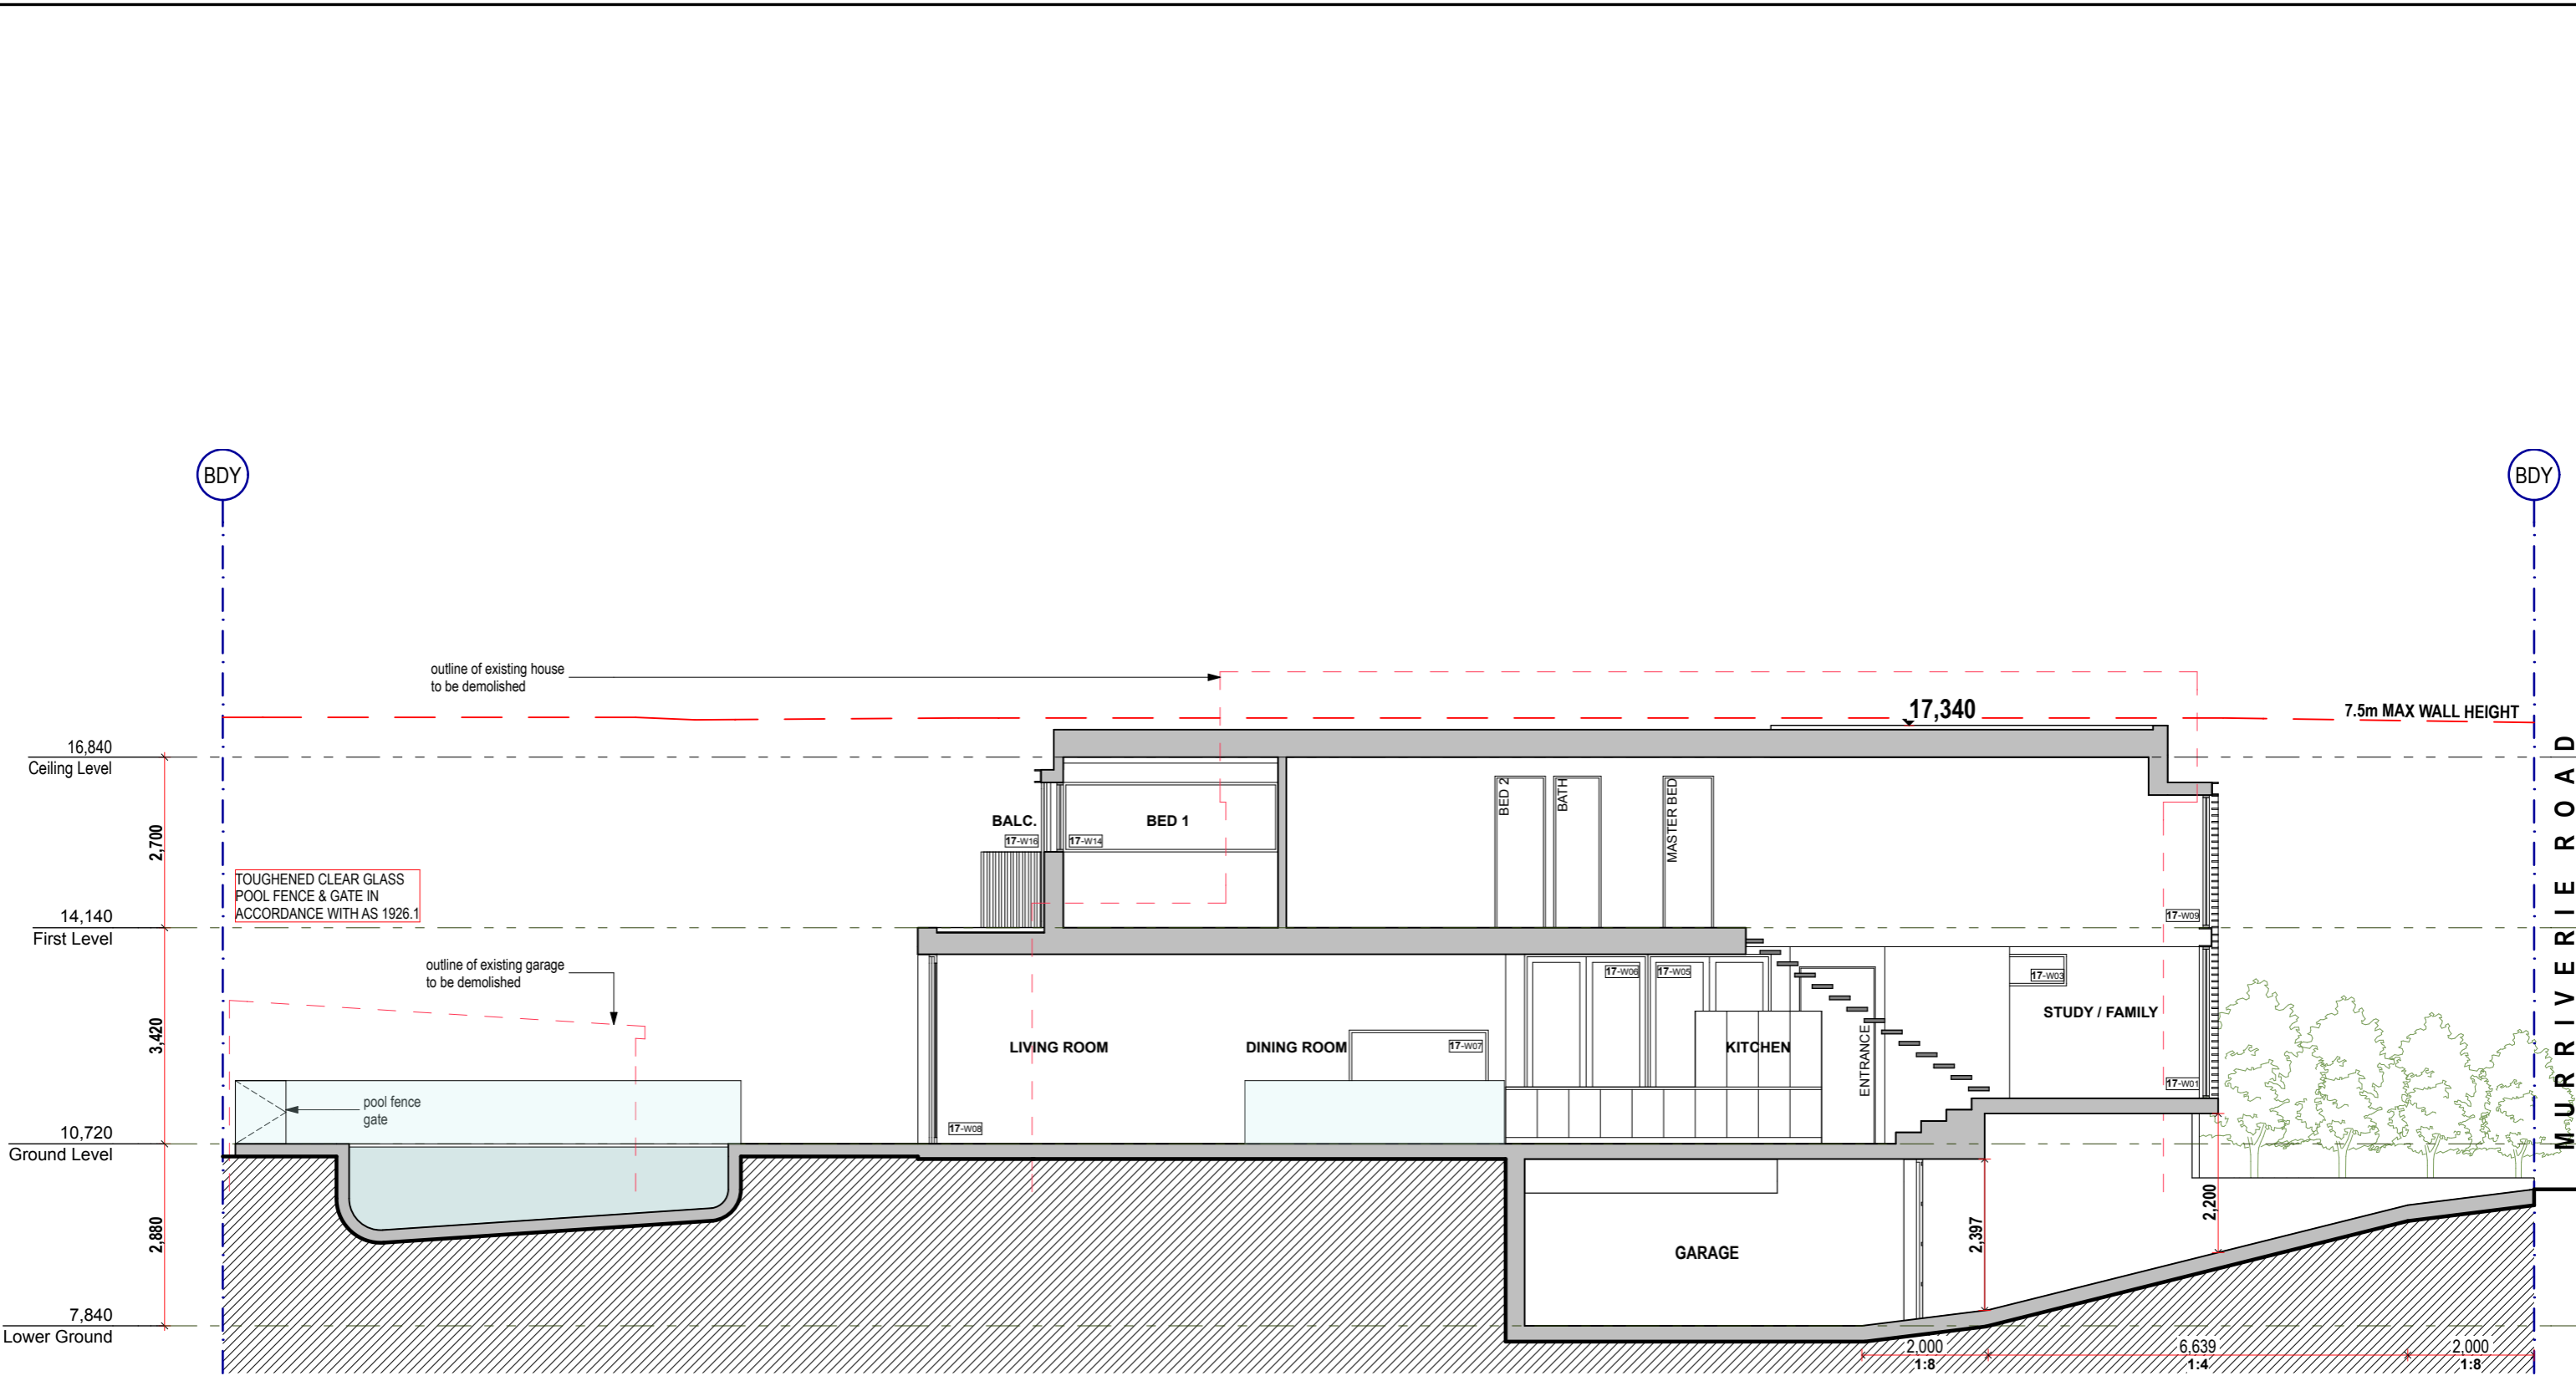 BDY
BDY
outline of existing house
to be demolished
17,340
7.5m MAX WALL HEIGHT
16,840
Ceiling Level
2,700
BALC.
17-W16
17-W14
BED 1
BED 2
BATH
MASTER BED
TOUGHENED CLEAR GLASS
POOL FENCE & GATE IN
ACCORDANCE WITH AS 1926.1
17-W09
14,140
First Level
outline of existing garage
to be demolished
3,420
17-W06
17-W05
17-W03
STUDY / FAMILY
LIVING ROOM
DINING ROOM
17-W07
KITCHEN
ENTRANCE
17-W01
pool fence
gate
17-W08
10,720
Ground Level
MURRIVERIE ROAD
2,880
2,397
2,200
GARAGE
7,840
Lower Ground
2,000
1:8
6,639
1:4
2,000
1:8